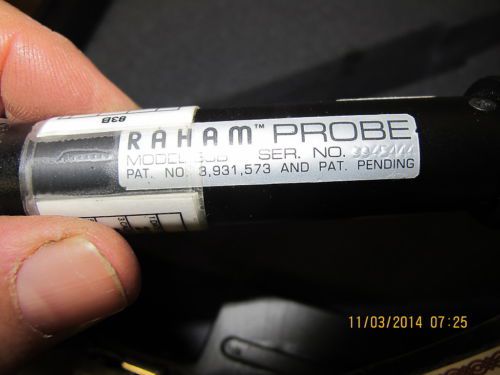 83B
RAHAM™ PROBE
MODEL SER. NO.
PAT. NO. 3,931,573 AND PAT. PENDING
11/03/2014 07:25